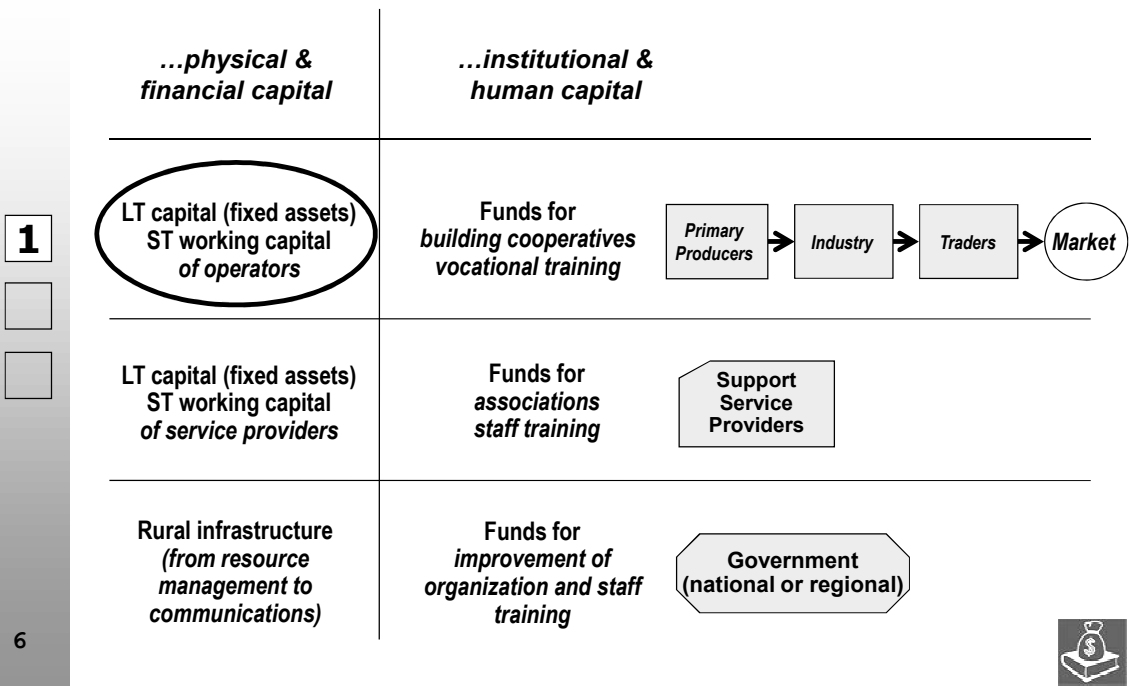 …physical &
financial capital
…institutional &
human capital
1
LT capital (fixed assets)
ST working capital
of operators
Funds for
building cooperatives
vocational training
Primary
Producers
Industry
Traders
Market
LT capital (fixed assets)
ST working capital
of service providers
Funds for
associations
staff training
Support
Service
Providers
Rural infrastructure
(from resource
management to
communications)
Funds for
improvement of
organization and staff
training
Government
(national or regional)
6
$